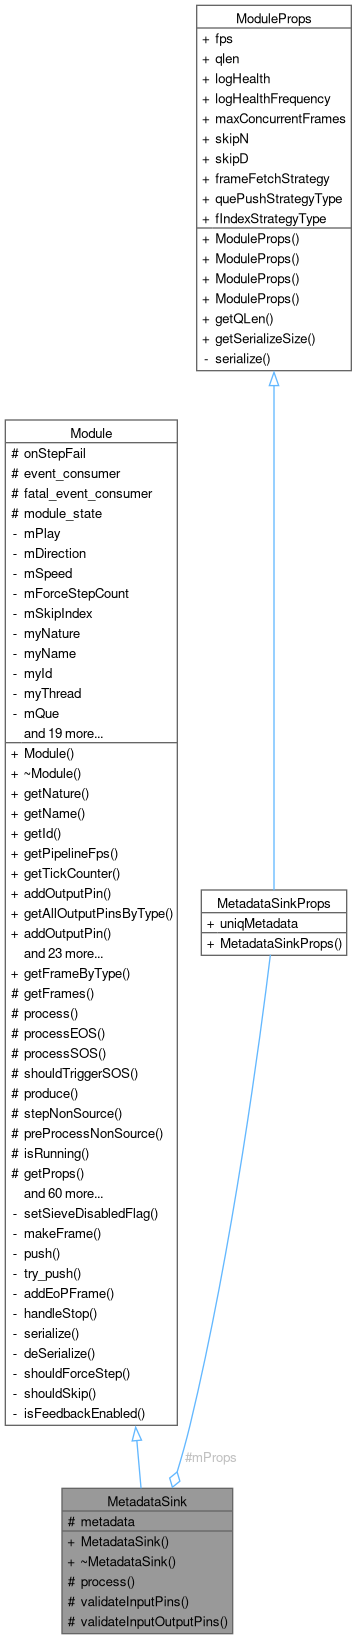 ModuleProps
+ fps
+ qlen
+ logHealth
+ logHealthFrequency
+ maxConcurrentFrames
+ skipN
+ skipD
+ frameFetchStrategy
+ quePushStrategyType
+ fIndexStrategyType
+ ModuleProps()
+ ModuleProps()
+ ModuleProps()
+ ModuleProps()
+ getQLen()
+ getSerializeSize()
- serialize()
Module
# onStepFail
# event_consumer
# fatal_event_consumer
# module_state
- mPlay
- mDirection
- mSpeed
- mForceStepCount
- mSkipIndex
- myNature
- myName
- myId
- myThread
- mQue
and 19 more...
+ Module()
+ ~Module()
+ getNature()
+ getName()
+ getId()
+ getPipelineFps()
+ getTickCounter()
+ addOutputPin()
+ getAllOutputPinsByType()
+ addOutputPin()
and 23 more...
+ getFrameByType()
# getFrames()
# process()
# processEOS()
# processSOS()
# shouldTriggerSOS()
# produce()
# stepNonSource()
# preProcessNonSource()
# isRunning()
# getProps()
and 60 more...
- setSieveDisabledFlag()
- makeFrame()
- push()
- try_push()
- addEoPFrame()
- handleStop()
- serialize()
- deSerialize()
- shouldForceStep()
- shouldSkip()
- isFeedbackEnabled()
MetadataSinkProps
+ uniqMetadata
+ MetadataSinkProps()
#mProps
MetadataSink
# metadata
+ MetadataSink()
+ ~MetadataSink()
# process()
# validateInputPins()
# validateInputOutputPins()